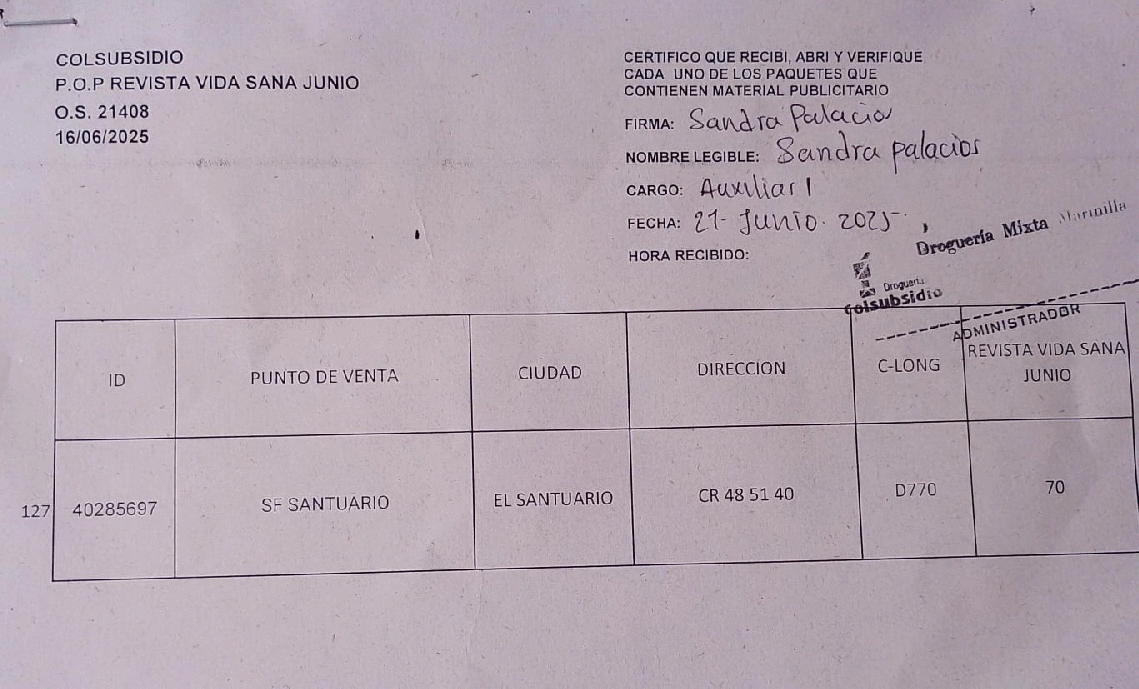 COLSUBSIDIO
P.O.P REVISTA VIDA SANA JUNIO
O.S. 21408
16/06/2025
CERTIFICO QUE RECIBI, ABRI Y VERIFIQUE
CADA UNO DE LOS PAQUETES QUE
CONTIENEN MATERIAL PUBLICITARIO
FIRMA: Sandra Palacio
NOMBRE LEGIBLE: Sandra palacios
CARGO: Auxiliar 1
FECHA: 21- Junio. 2025
HORA RECIBIDO:
Droguería Mixta Marinilla
Droguería
Colsubsidio
ADMINISTRADOR
ID PUNTO DE VENTA CIUDAD DIRECCION C-LONG REVISTA VIDA SANA JUNIO
127 40285697 SF SANTUARIO EL SANTUARIO CR 48 51 40 D770 70